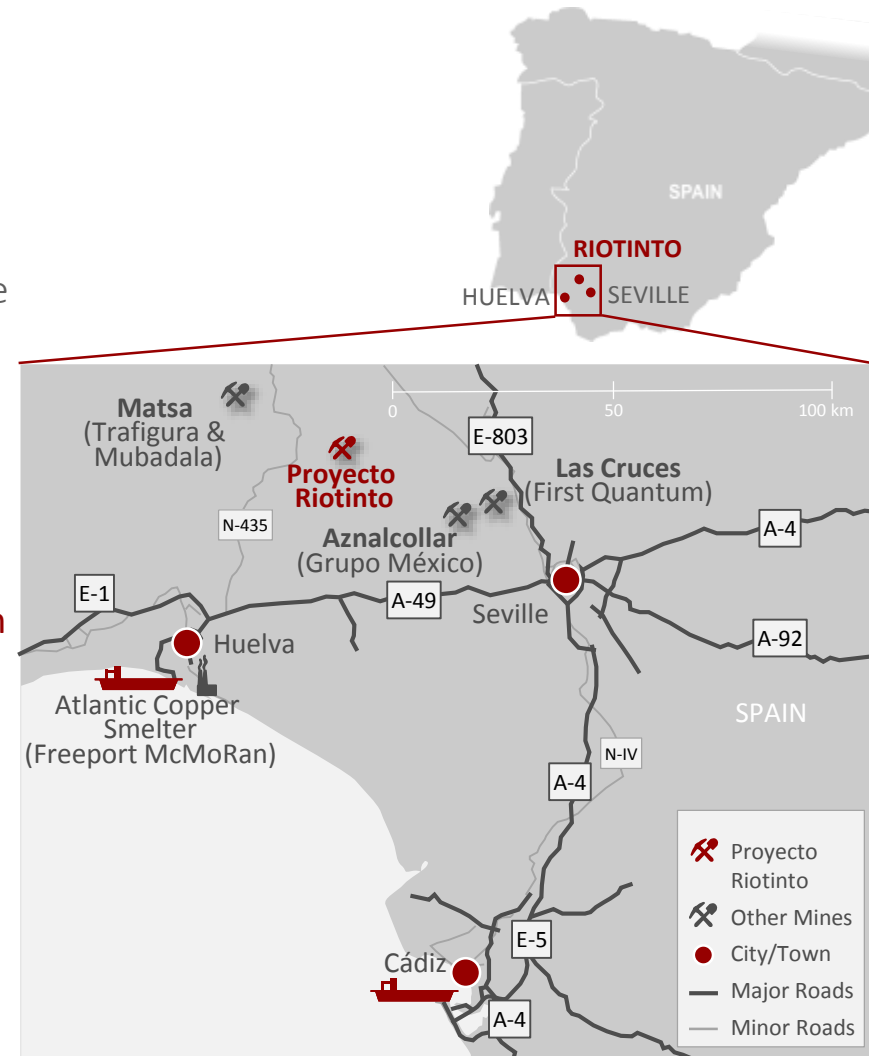 SPAIN
RIOTINTO
HUELVA
SEVILLE
e
Matsa
(Trafigura &
Mubadala)
0
50
100 km
E-803
Proyecto
Riotinto
Las Cruces
(First Quantum)
N-435
Aznalcollar
(Grupo México)
A-4
E-1
A-49
Seville
n
Huelva
A-92
Atlantic Copper
Smelter
(Freeport McMoRan)
SPAIN
N-IV
A-4
Proyecto
Riotinto
Other Mines
E-5
City/Town
Cádiz
Major Roads
A-4
Minor Roads